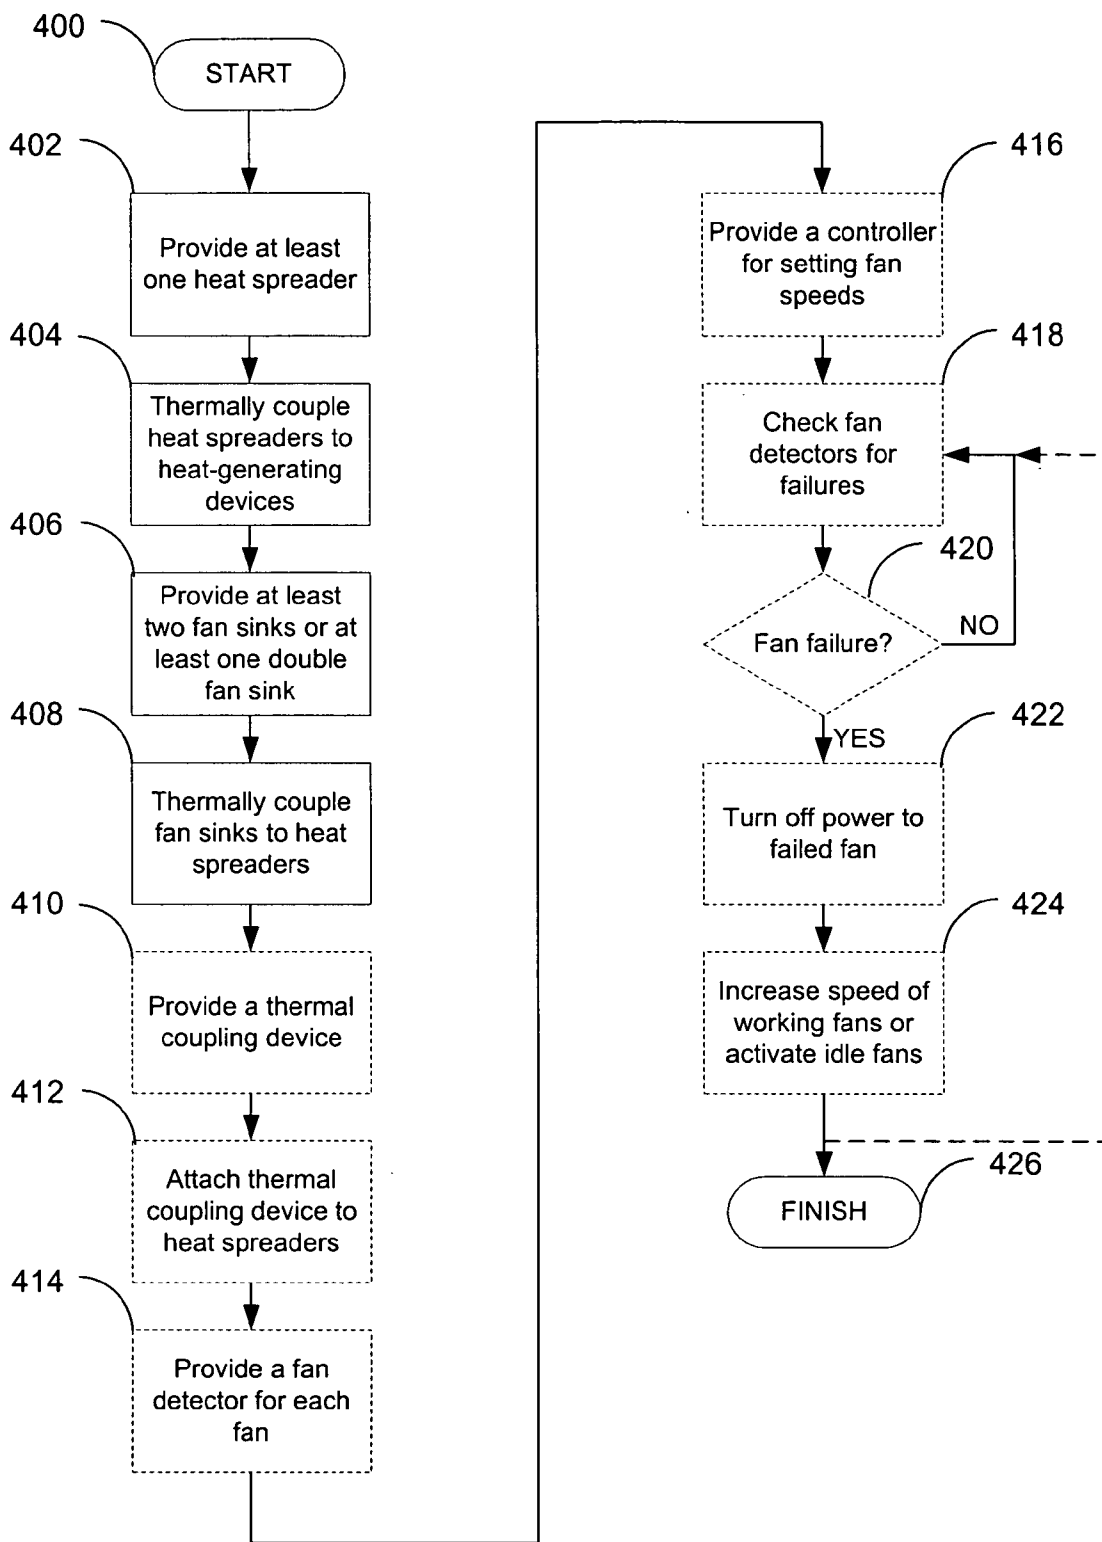 400
START
402
Provide at least
one heat spreader
404
Thermally couple
heat spreaders to
heat-generating
devices
406
Provide at least
two fan sinks or at
least one double
fan sink
408
Thermally couple
fan sinks to heat
spreaders
410
Provide a thermal
coupling device
412
Attach thermal
coupling device to
heat spreaders
414
Provide a fan
detector for each
fan
416
Provide a controller
for setting fan
speeds
418
Check fan
detectors for
failures
420
Fan failure?
NO
YES
422
Turn off power to
failed fan
424
Increase speed of
working fans or
activate idle fans
426
FINISH